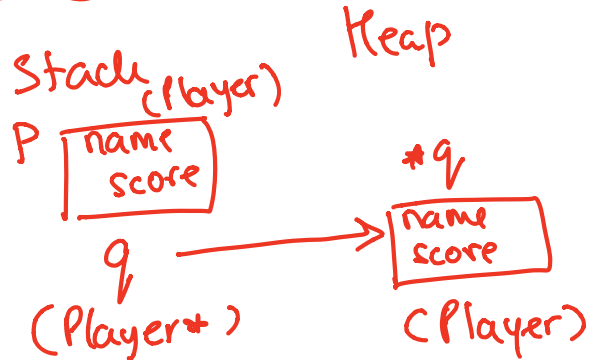 Heap
Stack
(Player)
P
name
score
q
(Player*)
*q
name
score
(Player)